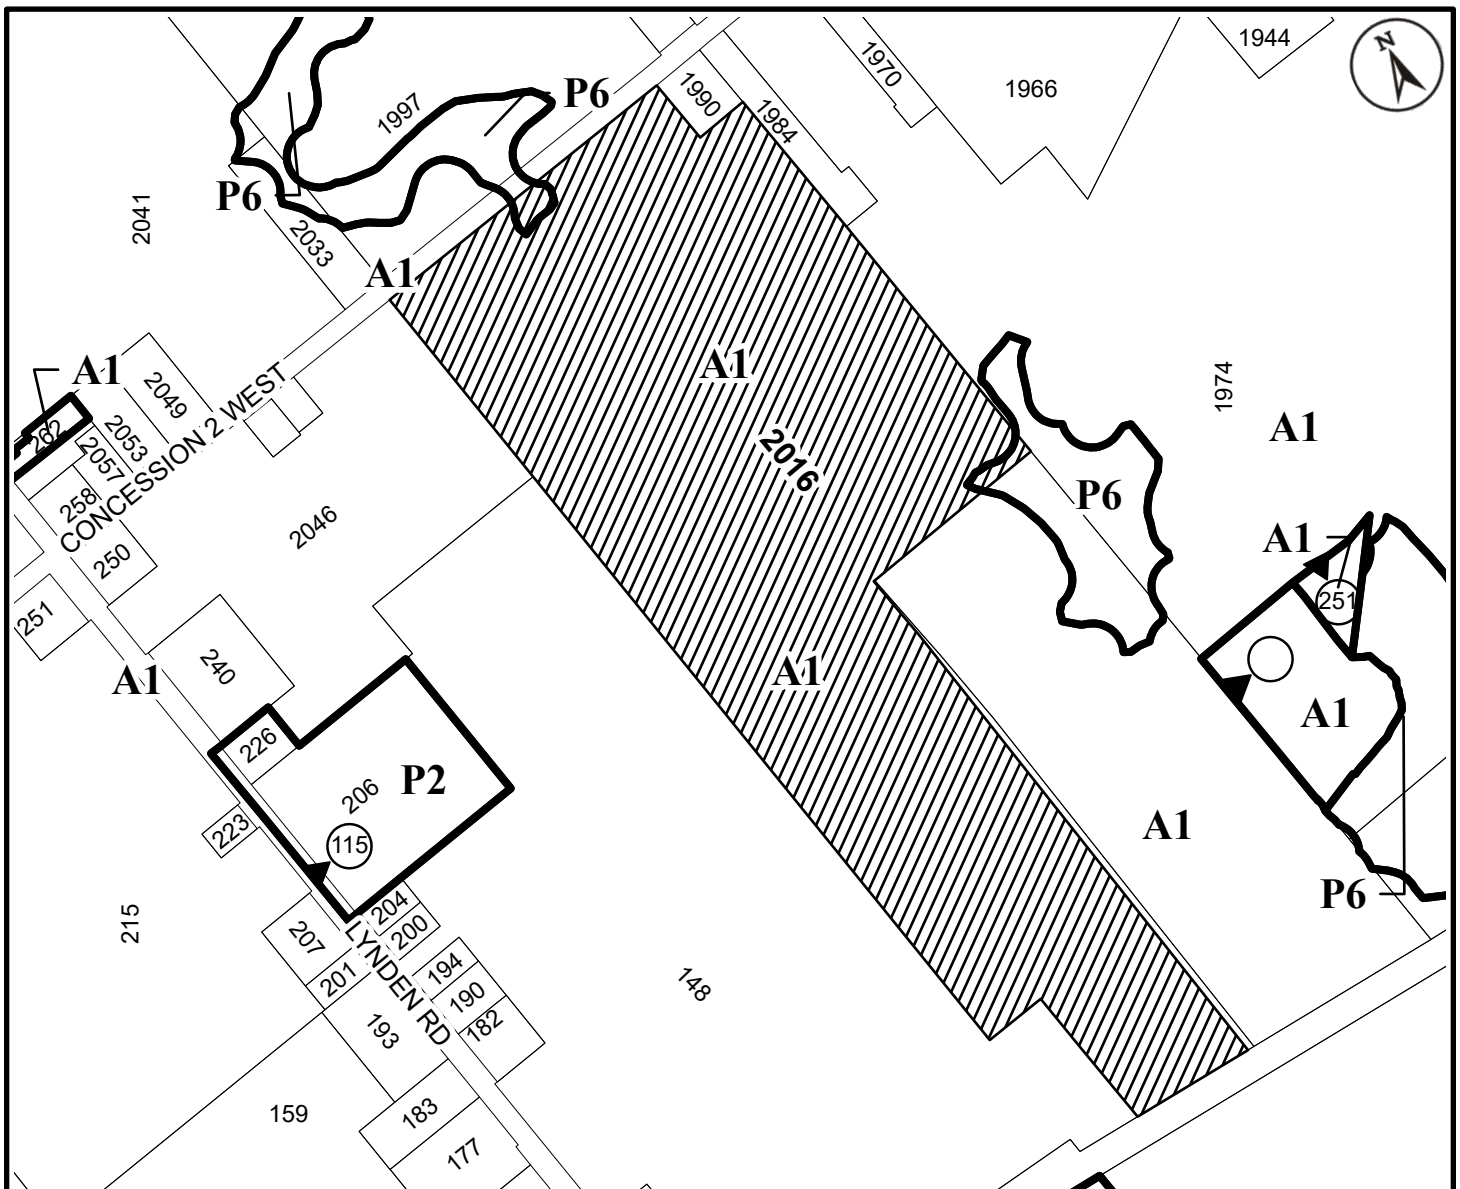 1944
N
1970
1966
1990
P6
1997
1984
P6
2041
2033
A1
A1
A1
1974
2049
A1
262
2053
2057
CONCESSION 2 WEST
2016
P6
258
2046
A1
250
251
251
240
A1
A1
A1
226
P2
206
A1
223
115
P6
204
215
207
200
LYNDEN RD
194
201
148
190
193
182
159
183
177